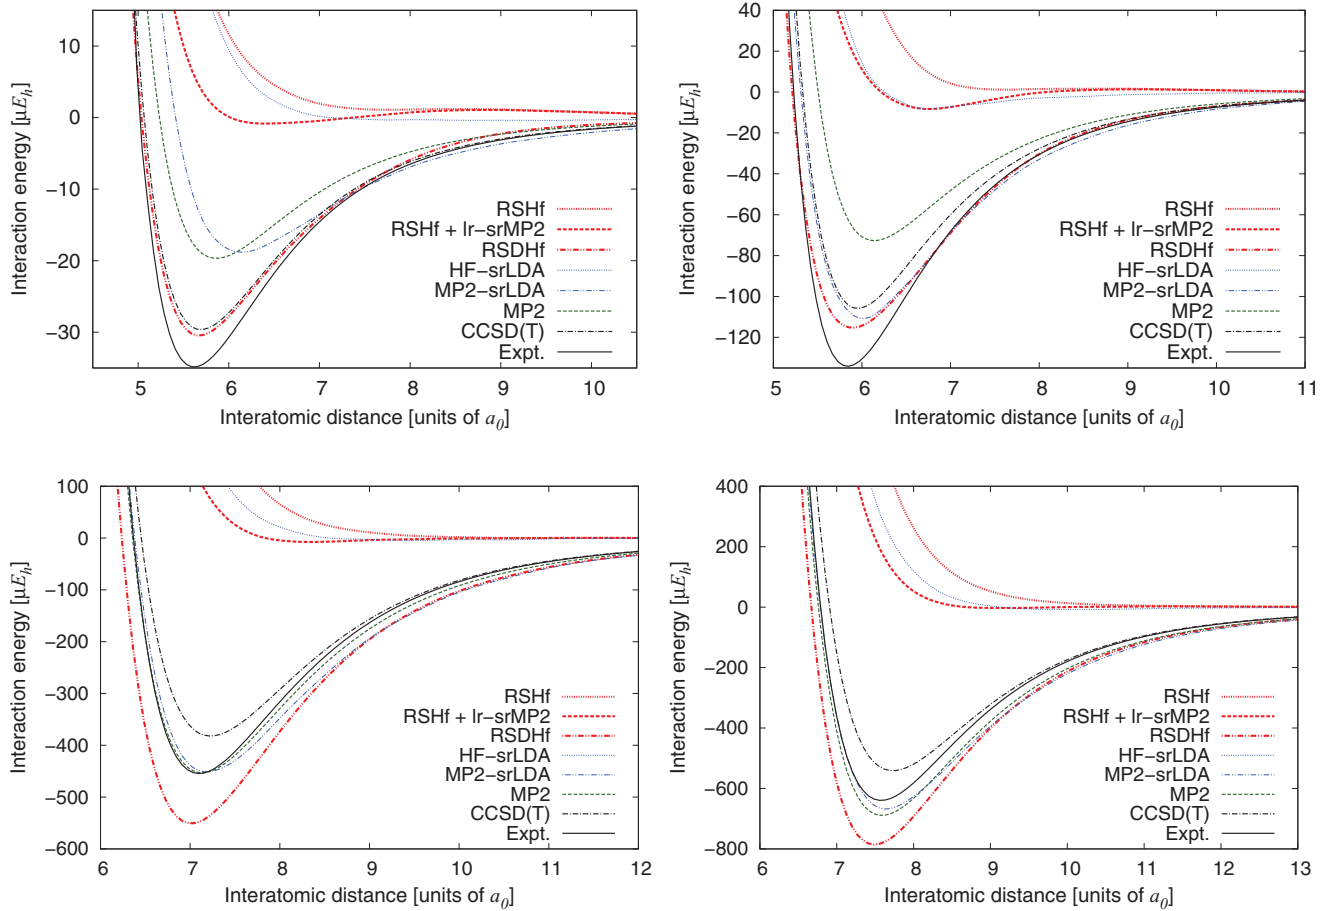 10
0
−10
−20
−30
Interaction energy [μE_h]
5 6 7 8 9 10
Interatomic distance [units of a_0]
RSHf
RSHf + lr−srMP2
RSDHf
HF−srLDA
MP2−srLDA
MP2
CCSD(T)
Expt.
40
20
0
−20
−40
−60
−80
−100
−120
Interaction energy [μE_h]
5 6 7 8 9 10 11
Interatomic distance [units of a_0]
RSHf
RSHf + lr−srMP2
RSDHf
HF−srLDA
MP2−srLDA
MP2
CCSD(T)
Expt.
100
0
−100
−200
−300
−400
−500
−600
Interaction energy [μE_h]
6 7 8 9 10 11 12
Interatomic distance [units of a_0]
RSHf
RSHf + lr−srMP2
RSDHf
HF−srLDA
MP2−srLDA
MP2
CCSD(T)
Expt.
400
200
0
−200
−400
−600
−800
Interaction energy [μE_h]
6 7 8 9 10 11 12 13
Interatomic distance [units of a_0]
RSHf
RSHf + lr−srMP2
RSDHf
HF−srLDA
MP2−srLDA
MP2
CCSD(T)
Expt.